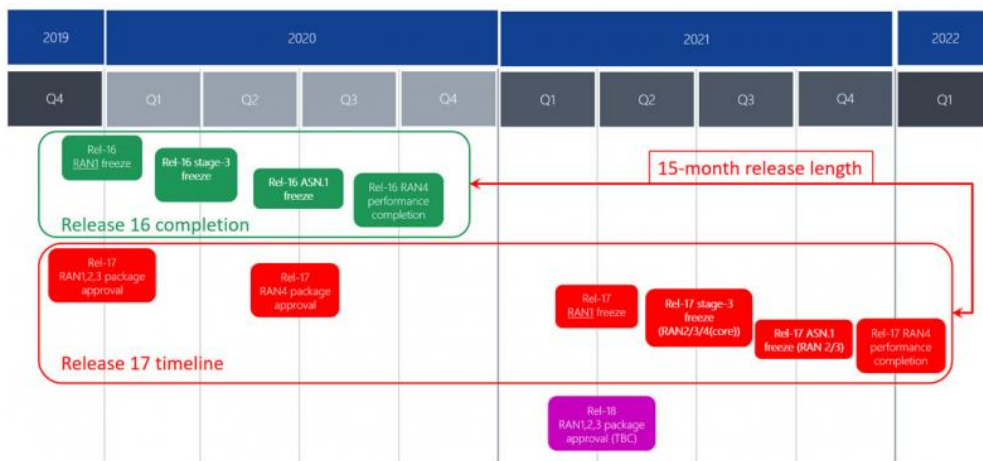 2019
2020
2021
2022
Q4
Q1
Q2
Q3
Q4
Q1
Q2
Q3
Q4
Q1
Rel-16
RAN1 freeze
Rel-16 stage-3
freeze
Rel-16 ASN.1
freeze
Rel-16 RAN4
performance
completion
15-month release length
Release 16 completion
Rel-17
RAN1,2,3 package
approval
Rel-17
RAN4 package
approval
Rel-17
RAN1 freeze
Rel-17 stage-3
freeze
(RAN2/3/4(core))
Rel-17 ASN.1
freeze (RAN 2/3)
Rel-17 RAN4
performance
completion
Release 17 timeline
Rel-18
RAN1,2,3 package
approval (TBC)